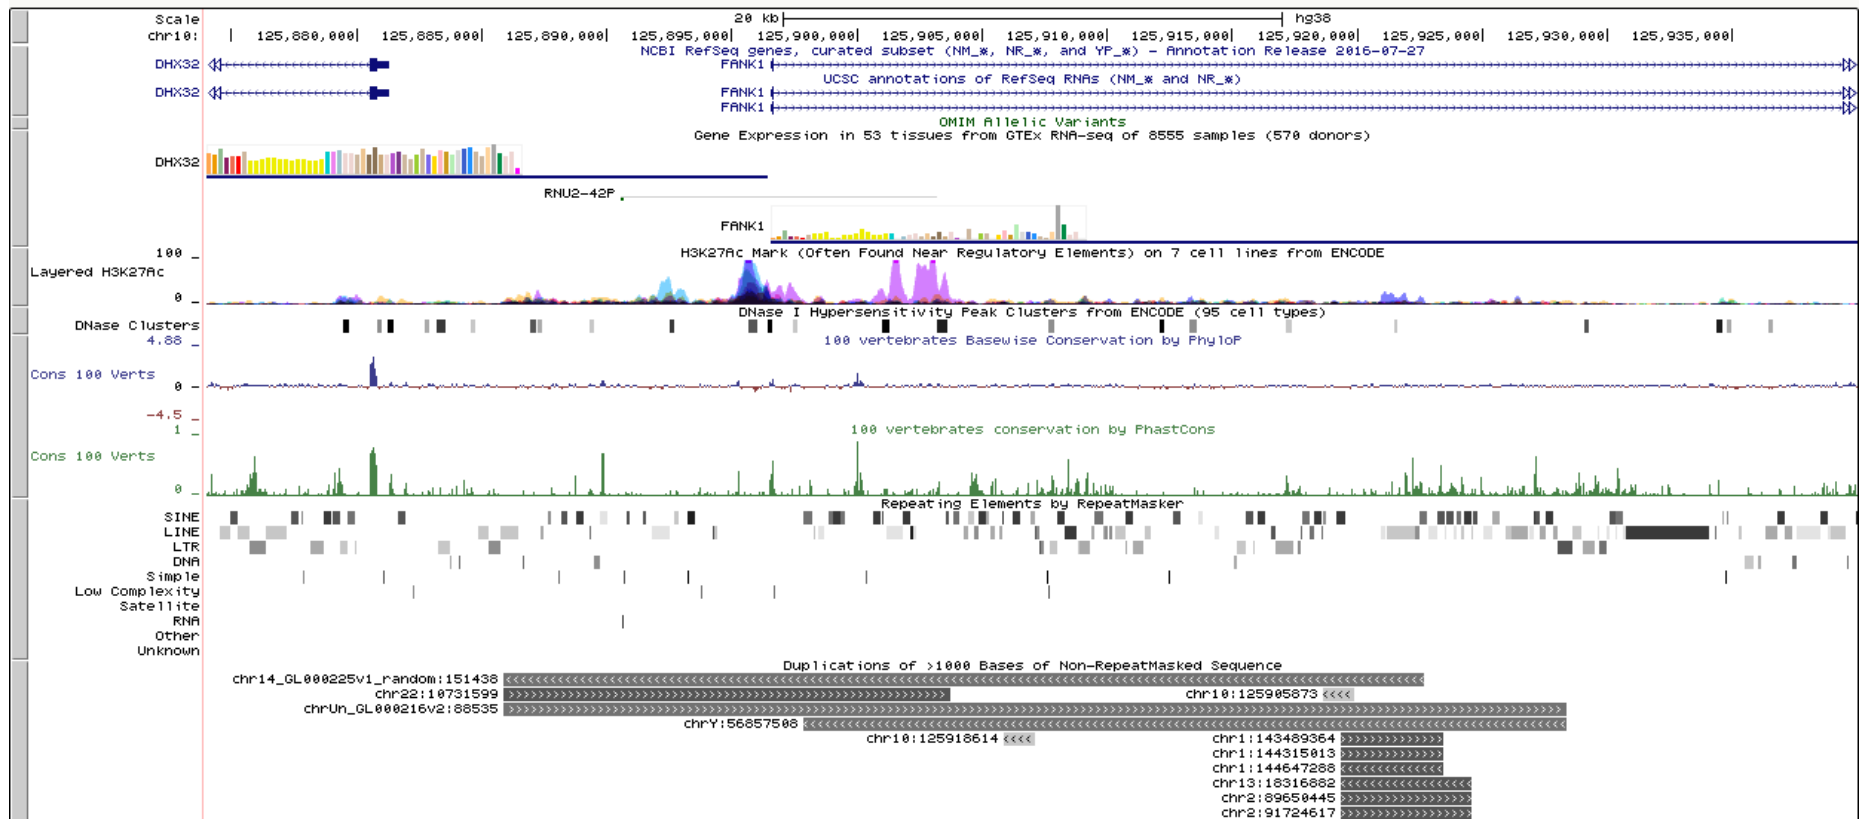 Scale 20 kb hg38
chr10: 125,880,000 125,885,000 125,890,000 125,895,000 125,900,000 125,905,000 125,910,000 125,915,000 125,920,000 125,925,000 125,930,000 125,935,000
NCBI RefSeq genes, curated subset (NM_*, NR_*, and YP_*) - Annotation Release 2016-07-27
DHX32 FANK1
UCSC annotations of RefSeq RNAs (NM_* and NR_*)
DHX32 FANK1
FANK1
OMIM Allelic Variants
Gene Expression in 53 tissues from GTEx RNA-seq of 8555 samples (570 donors)
DHX32
RNU2-42P
FANK1
H3K27Ac Mark (Often Found Near Regulatory Elements) on 7 cell lines from ENCODE
100 _
Layered H3K27Ac
0 _
DNase I Hypersensitivity Peak Clusters from ENCODE (95 cell types)
DNase Clusters
4.88 _
100 vertebrates Basewise Conservation by PhyloP
Cons 100 Verts
0 _
-4.5 _
100 vertebrates conservation by PhastCons
1 _
Cons 100 Verts
0 _
Repeating Elements by RepeatMasker
SINE
LINE
LTR
DNA
Simple
Low Complexity
Satellite
RNA
Other
Unknown
Duplications of >1000 Bases of Non-RepeatMasked Sequence
chr14_GL000225v1_random:151438
chr22:10731599 chr10:125905873
chrUn_GL000216v2:88535
chrY:56857508
chr10:125918614 chr1:143489364
chr1:144315013
chr1:144647288
chr13:18316882
chr2:89650445
chr2:91724617